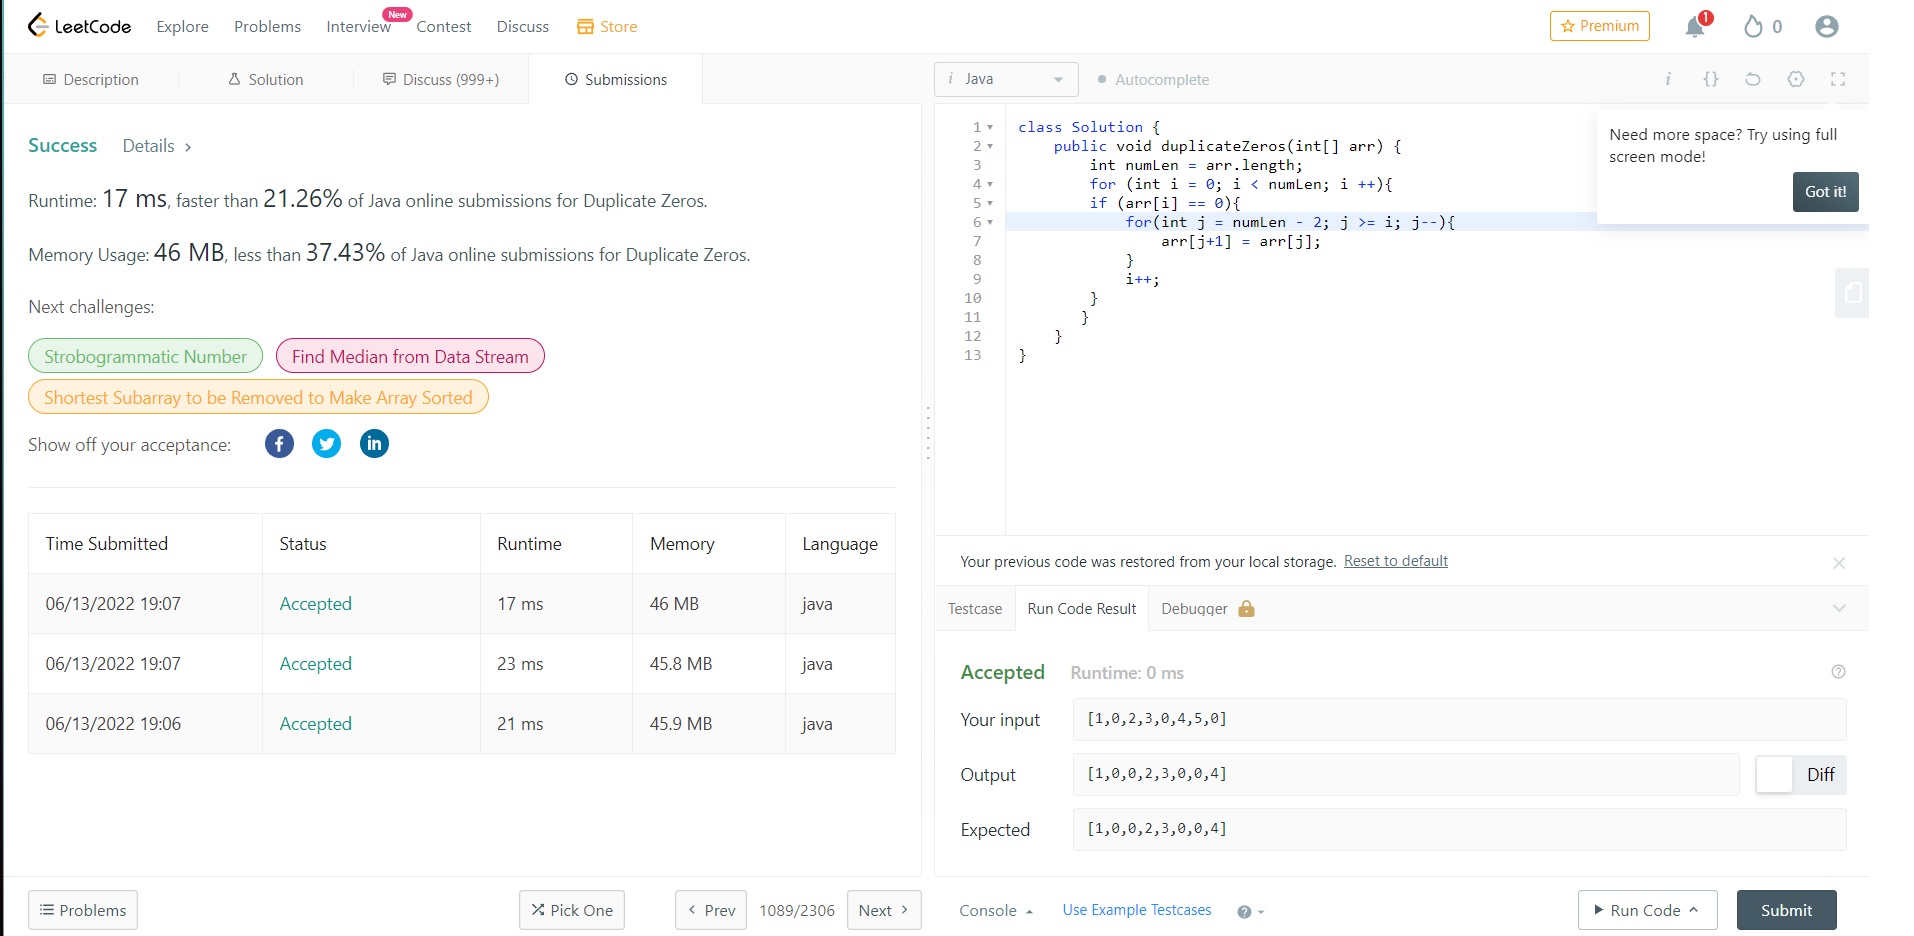 LeetCode Explore Problems Interview New Contest Discuss Store Premium 1 0
Description Solution Discuss (999+) Submissions
Success Details >
Runtime: 17 ms, faster than 21.26% of Java online submissions for Duplicate Zeros.
Memory Usage: 46 MB, less than 37.43% of Java online submissions for Duplicate Zeros.
Next challenges:
Strobogrammatic Number Find Median from Data Stream
Shortest Subarray to be Removed to Make Array Sorted
Show off your acceptance:
Time Submitted Status Runtime Memory Language
06/13/2022 19:07 Accepted 17 ms 46 MB java
06/13/2022 19:07 Accepted 23 ms 45.8 MB java
06/13/2022 19:06 Accepted 21 ms 45.9 MB java
Problems Pick One < Prev 1089/2306 Next >
i Java Autocomplete i {}
Need more space? Try using full
screen mode!
Got it!
1 class Solution {
2 public void duplicateZeros(int[] arr) {
3 int numLen = arr.length;
4 for (int i = 0; i < numLen; i ++){
5 if (arr[i] == 0){
6 for(int j = numLen - 2; j >= i; j--){
7 arr[j+1] = arr[j];
8 }
9 i++;
10 }
11 }
12 }
13 }
Your previous code was restored from your local storage. Reset to default
Testcase Run Code Result Debugger
Accepted Runtime: 0 ms ?
Your input [1,0,2,3,0,4,5,0]
Output [1,0,0,2,3,0,0,4] Diff
Expected [1,0,0,2,3,0,0,4]
Console Use Example Testcases ? Run Code Submit